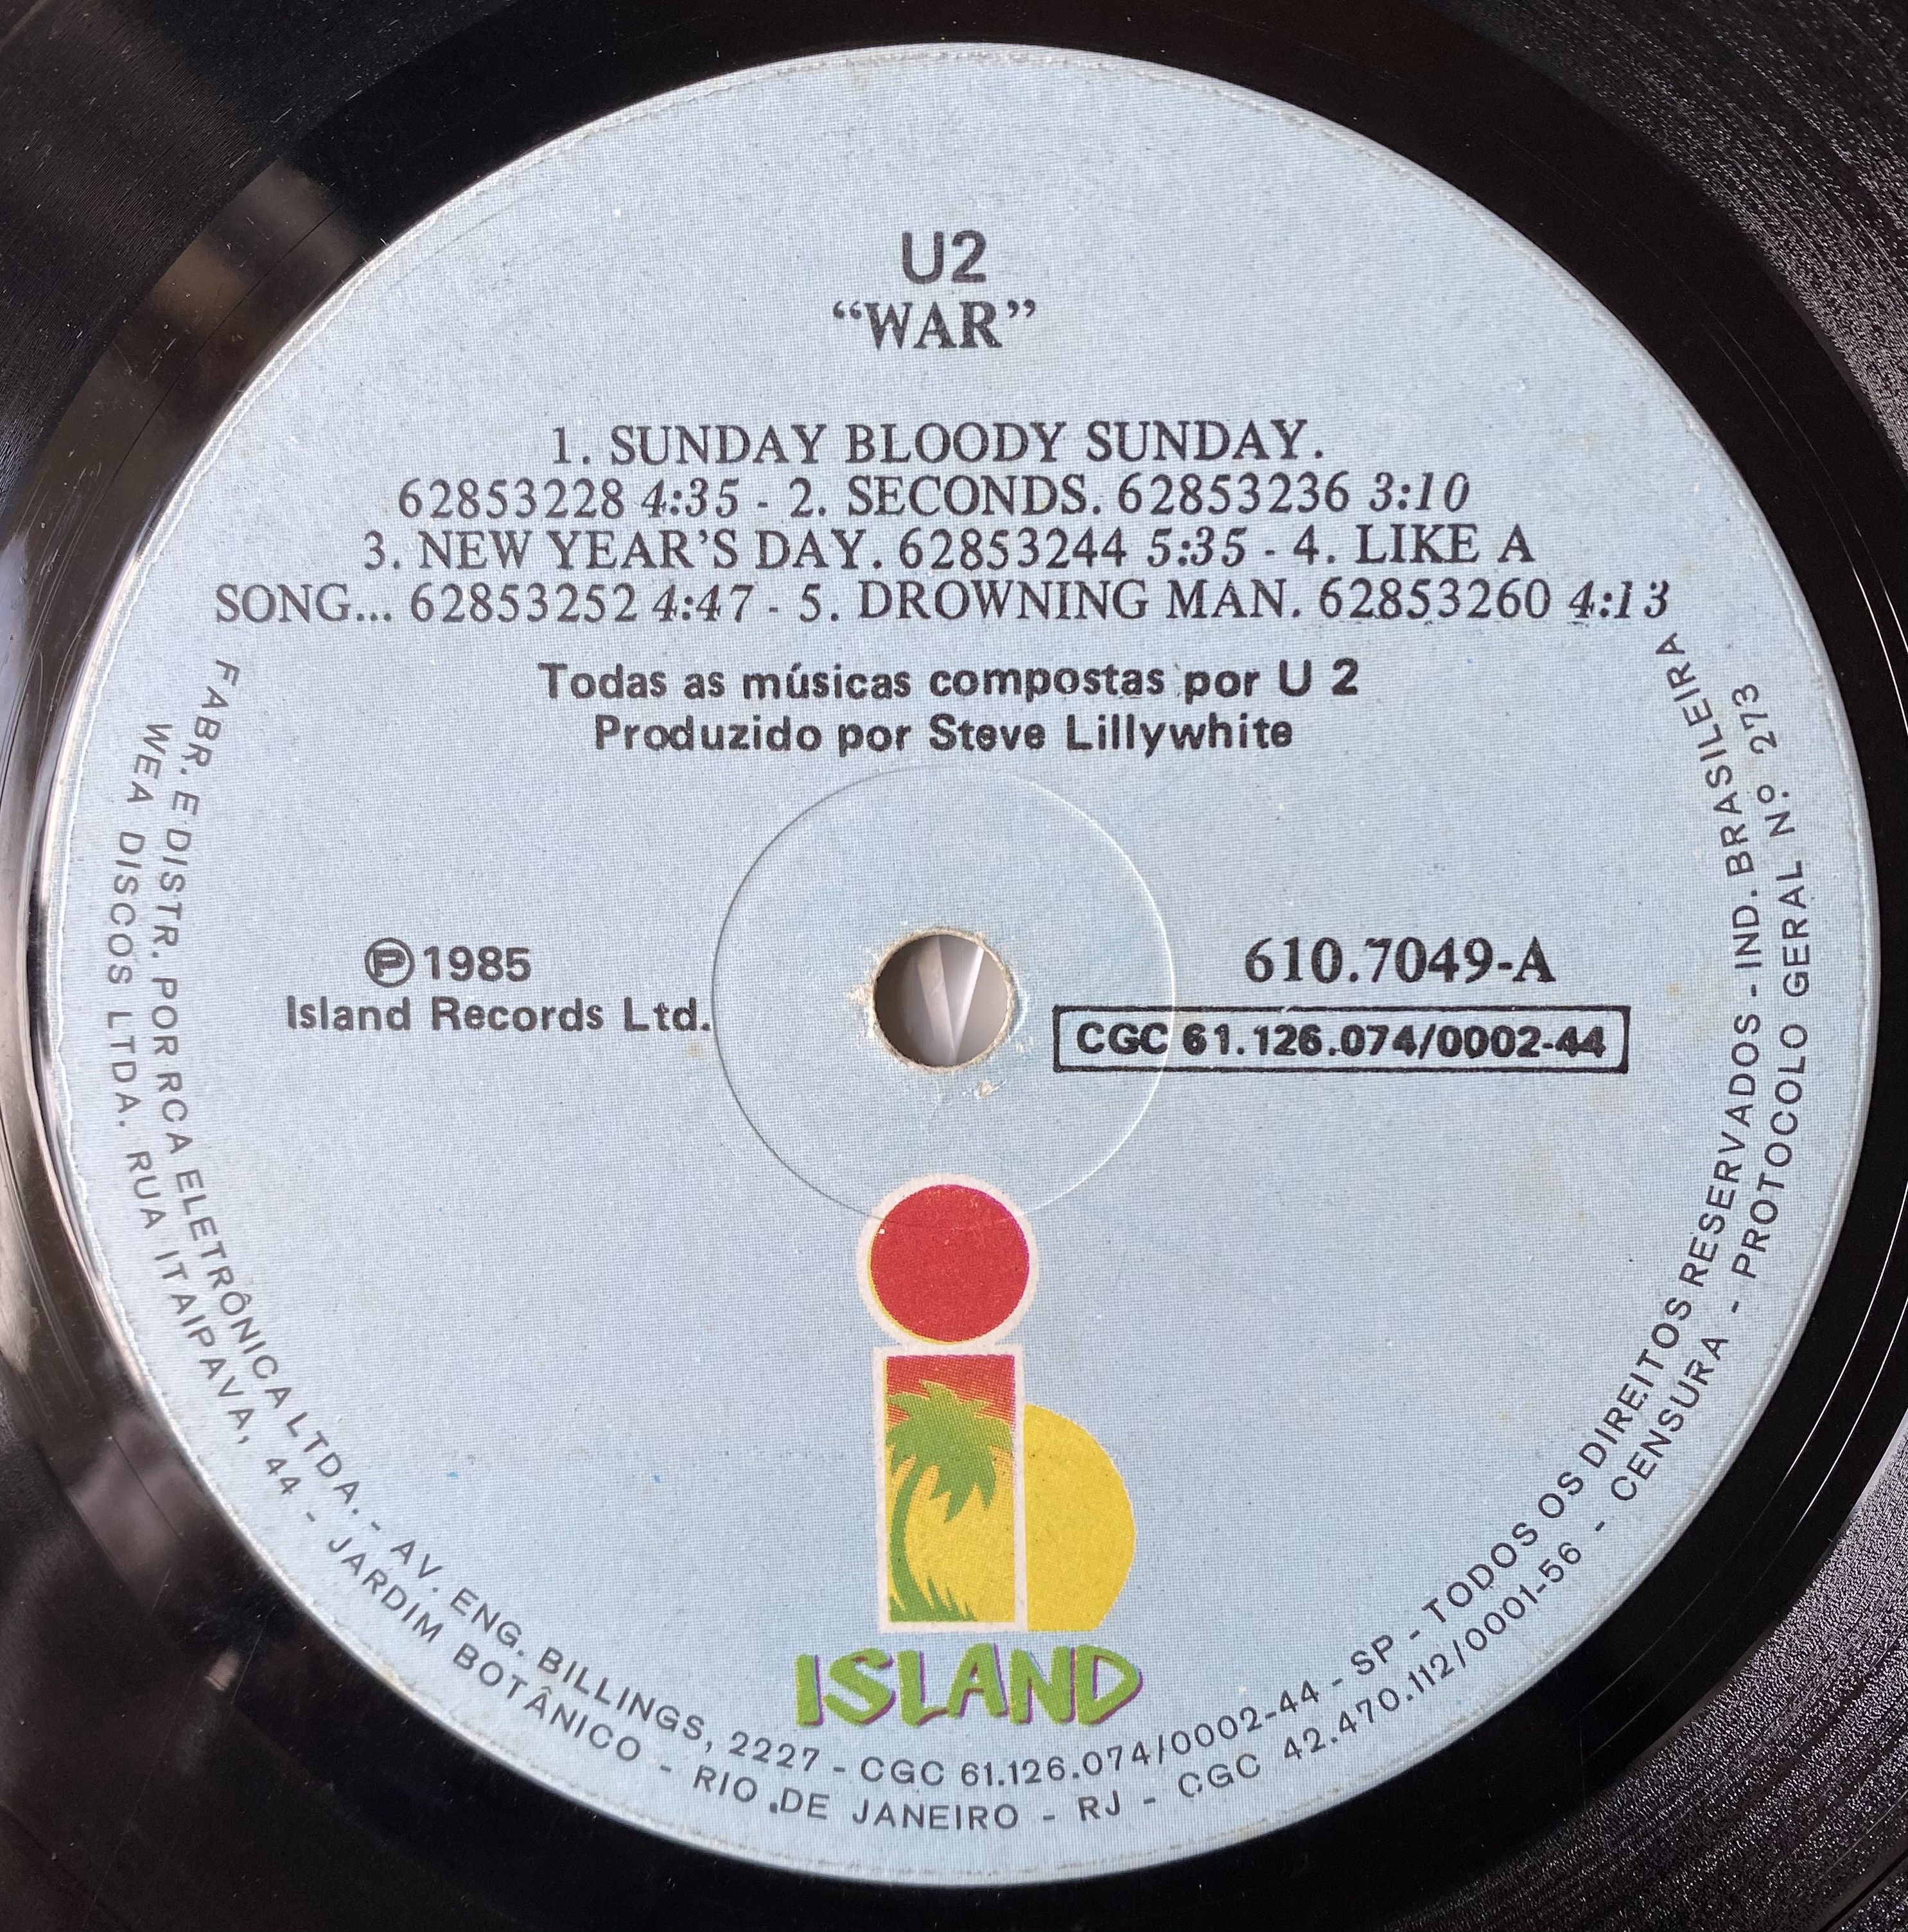 U2
“WAR”
1. SUNDAY BLOODY SUNDAY.
62853228 4:35 - 2. SECONDS. 62853236 3:10
3. NEW YEAR’S DAY. 62853244 5:35 - 4. LIKE A
SONG... 62853252 4:47 - 5. DROWNING MAN. 62853260 4:13
Todas as músicas compostas por U 2
Produzido por Steve Lillywhite
℗ 1985
Island Records Ltd.
610.7049-A
CGC 61.126.074/0002-44
ISLAND
FABR. E DISTR. POR RCA ELETRÔNICA LTDA. - AV. ENG. BILLINGS, 2227 - CGC 61.126.074/0002-44 - SP - TODOS OS DIREITOS RESERVADOS - IND. BRASILEIRA
WEA DISCOS LTDA. RUA ITAIPAVA, 44 - JARDIM BOTÂNICO - RIO DE JANEIRO - RJ - CGC 42.470.112/0001-56 - CENSURA - PROTOCOLO GERAL Nº 273